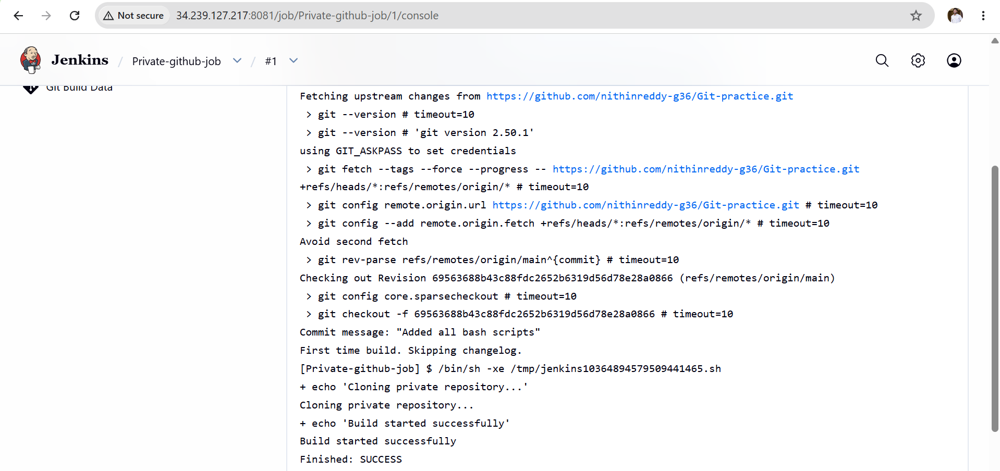 Not secure 34.239.127.217:8081/job/Private-github-job/1/console
Jenkins / Private-github-job / #1
Git Build Data
Fetching upstream changes from https://github.com/nithinreddy-g36/Git-practice.git
> git --version # timeout=10
> git --version # 'git version 2.50.1'
using GIT_ASKPASS to set credentials
> git fetch --tags --force --progress -- https://github.com/nithinreddy-g36/Git-practice.git
+refs/heads/*:refs/remotes/origin/* # timeout=10
> git config remote.origin.url https://github.com/nithinreddy-g36/Git-practice.git # timeout=10
> git config --add remote.origin.fetch +refs/heads/*:refs/remotes/origin/* # timeout=10
Avoid second fetch
> git rev-parse refs/remotes/origin/main^{commit} # timeout=10
Checking out Revision 69563688b43c88fdc2652b6319d56d78e28a0866 (refs/remotes/origin/main)
> git config core.sparsecheckout # timeout=10
> git checkout -f 69563688b43c88fdc2652b6319d56d78e28a0866 # timeout=10
Commit message: "Added all bash scripts"
First time build. Skipping changelog.
[Private-github-job] $ /bin/sh -xe /tmp/jenkins10364894579509441465.sh
+ echo 'Cloning private repository...'
Cloning private repository...
+ echo 'Build started successfully'
Build started successfully
Finished: SUCCESS